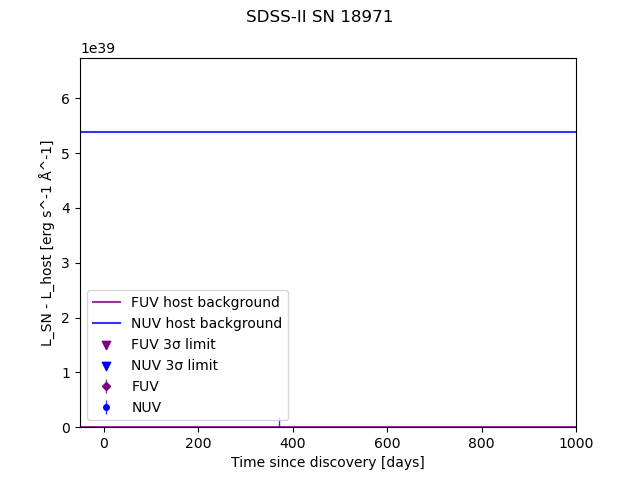 SDSS-II SN 18971
1e39
6
5
4
3
2
1
0
L_SN - L_host [erg s^-1 Å^-1]
FUV host background
NUV host background
FUV 3σ limit
NUV 3σ limit
FUV
NUV
0 200 400 600 800 1000
Time since discovery [days]